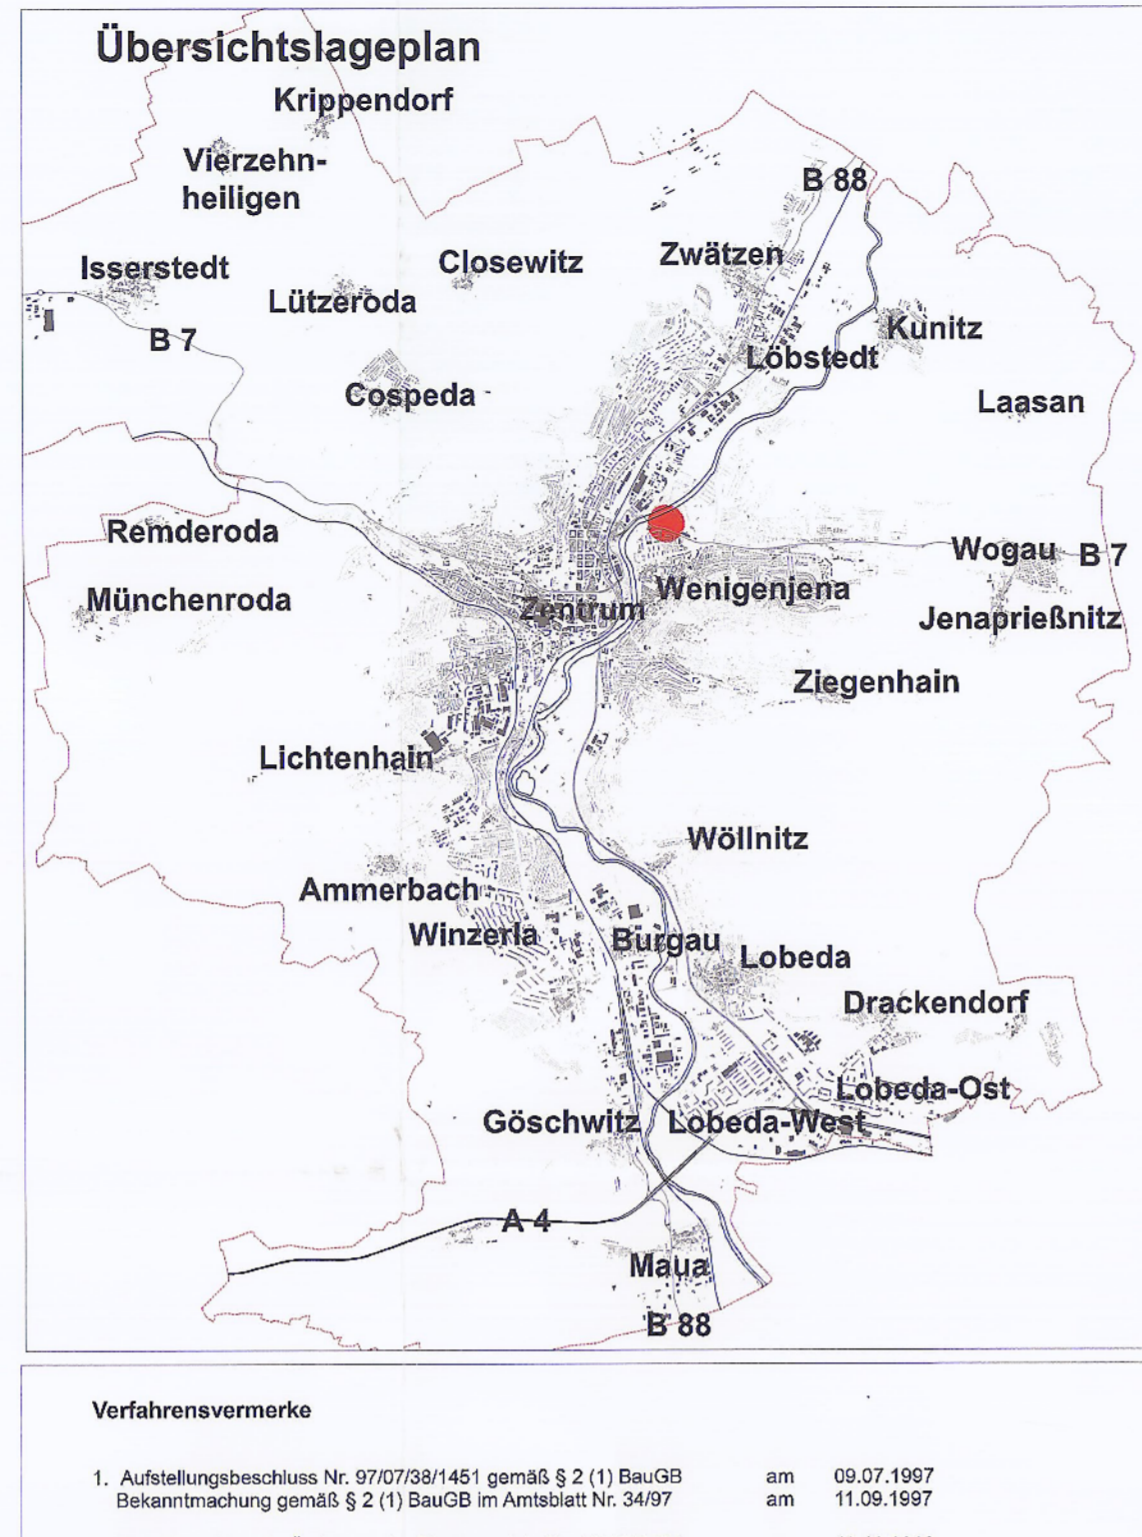 Übersichtslageplan
Krippendorf
Vierzehn-
heiligen
B 88
Isserstedt
Closewitz
Zwätzen
Lützeroda
B 7
Kunitz
Löbstedt
Cospeda
Laasan
Remderoda
Wogau
B 7
Münchenroda
Wenigenjena
Zentrum
Jenaprießnitz
Ziegenhain
Lichtenhain
Wöllnitz
Ammerbach
Winzerla
Burgau
Lobeda
Drackendorf
Lobeda-Ost
Göschwitz
Lobeda-West
A 4
Maua
B 88
Verfahrensvermerke
1. Aufstellungsbeschluss Nr. 97/07/38/1451 gemäß § 2 (1) BauGB am 09.07.1997
Bekanntmachung gemäß § 2 (1) BauGB im Amtsblatt Nr. 34/97 am 11.09.1997